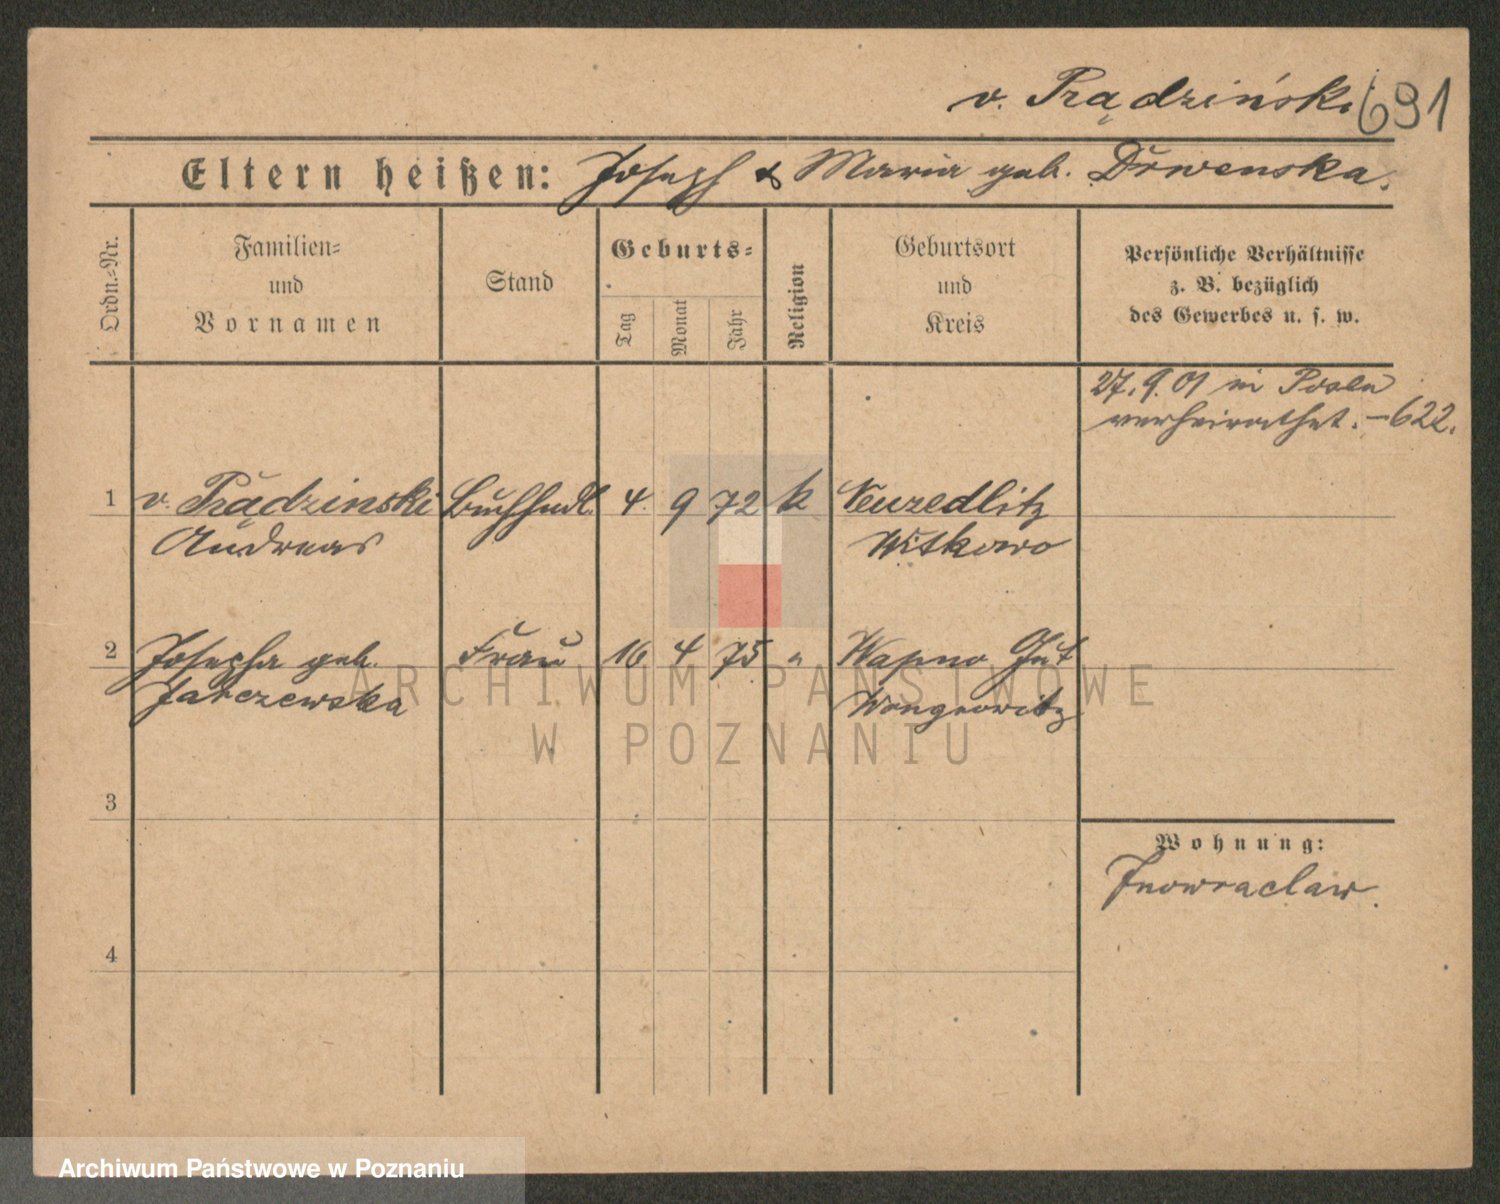 v. Prądziński 691
Eltern heißen: Joseph & Maria geb. Drwenska.
Ordn.-Nr.
Familien-
und
Vornamen
Stand
Geburts-
Tag
Monat
Jahr
Religion
Geburtsort
und
Kreis
Persönliche Verhältnisse
z. B. bezüglich
des Gewerbes u. s. w.
27.9.01 in Posen
verheirathet. – 622.
1 v. Prądzinski Buchhndl. 4. 9 72 k Neuzedlitz
Andreas Witkowo
2 Josepha geb. Frau 16 4 75 " Wapno Gut
Jarczewska Wongrowitz
3
Wohnung:
Inowraclaw.
4
ARCHIWUM PAŃSTWOWE
W POZNANIU
Archiwum Państwowe w Poznaniu